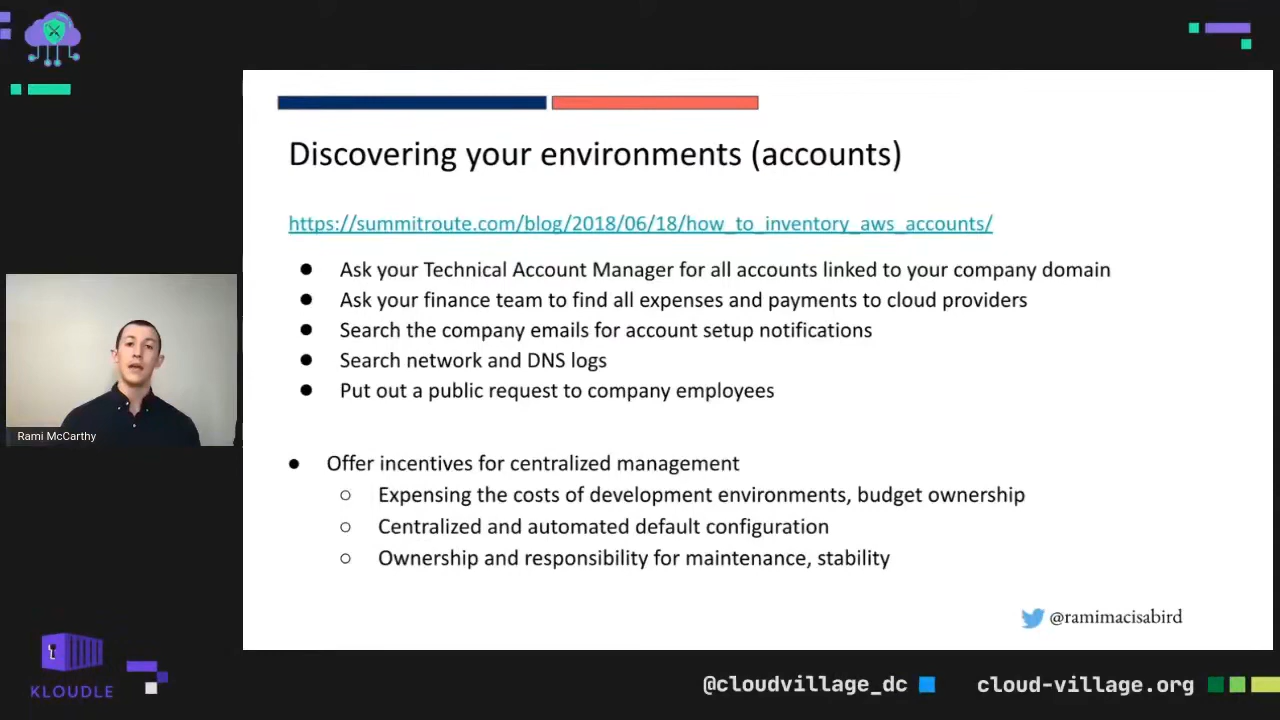 Discovering your environments (accounts)
https://summitroute.com/blog/2018/06/18/how_to_inventory_aws_accounts/
● Ask your Technical Account Manager for all accounts linked to your company domain
● Ask your finance team to find all expenses and payments to cloud providers
● Search the company emails for account setup notifications
● Search network and DNS logs
● Put out a public request to company employees
● Offer incentives for centralized management
○ Expensing the costs of development environments, budget ownership
○ Centralized and automated default configuration
○ Ownership and responsibility for maintenance, stability
@ramimacisabird
Rami McCarthy
KLOUDLE
@cloudvillage_dc
cloud-village.org